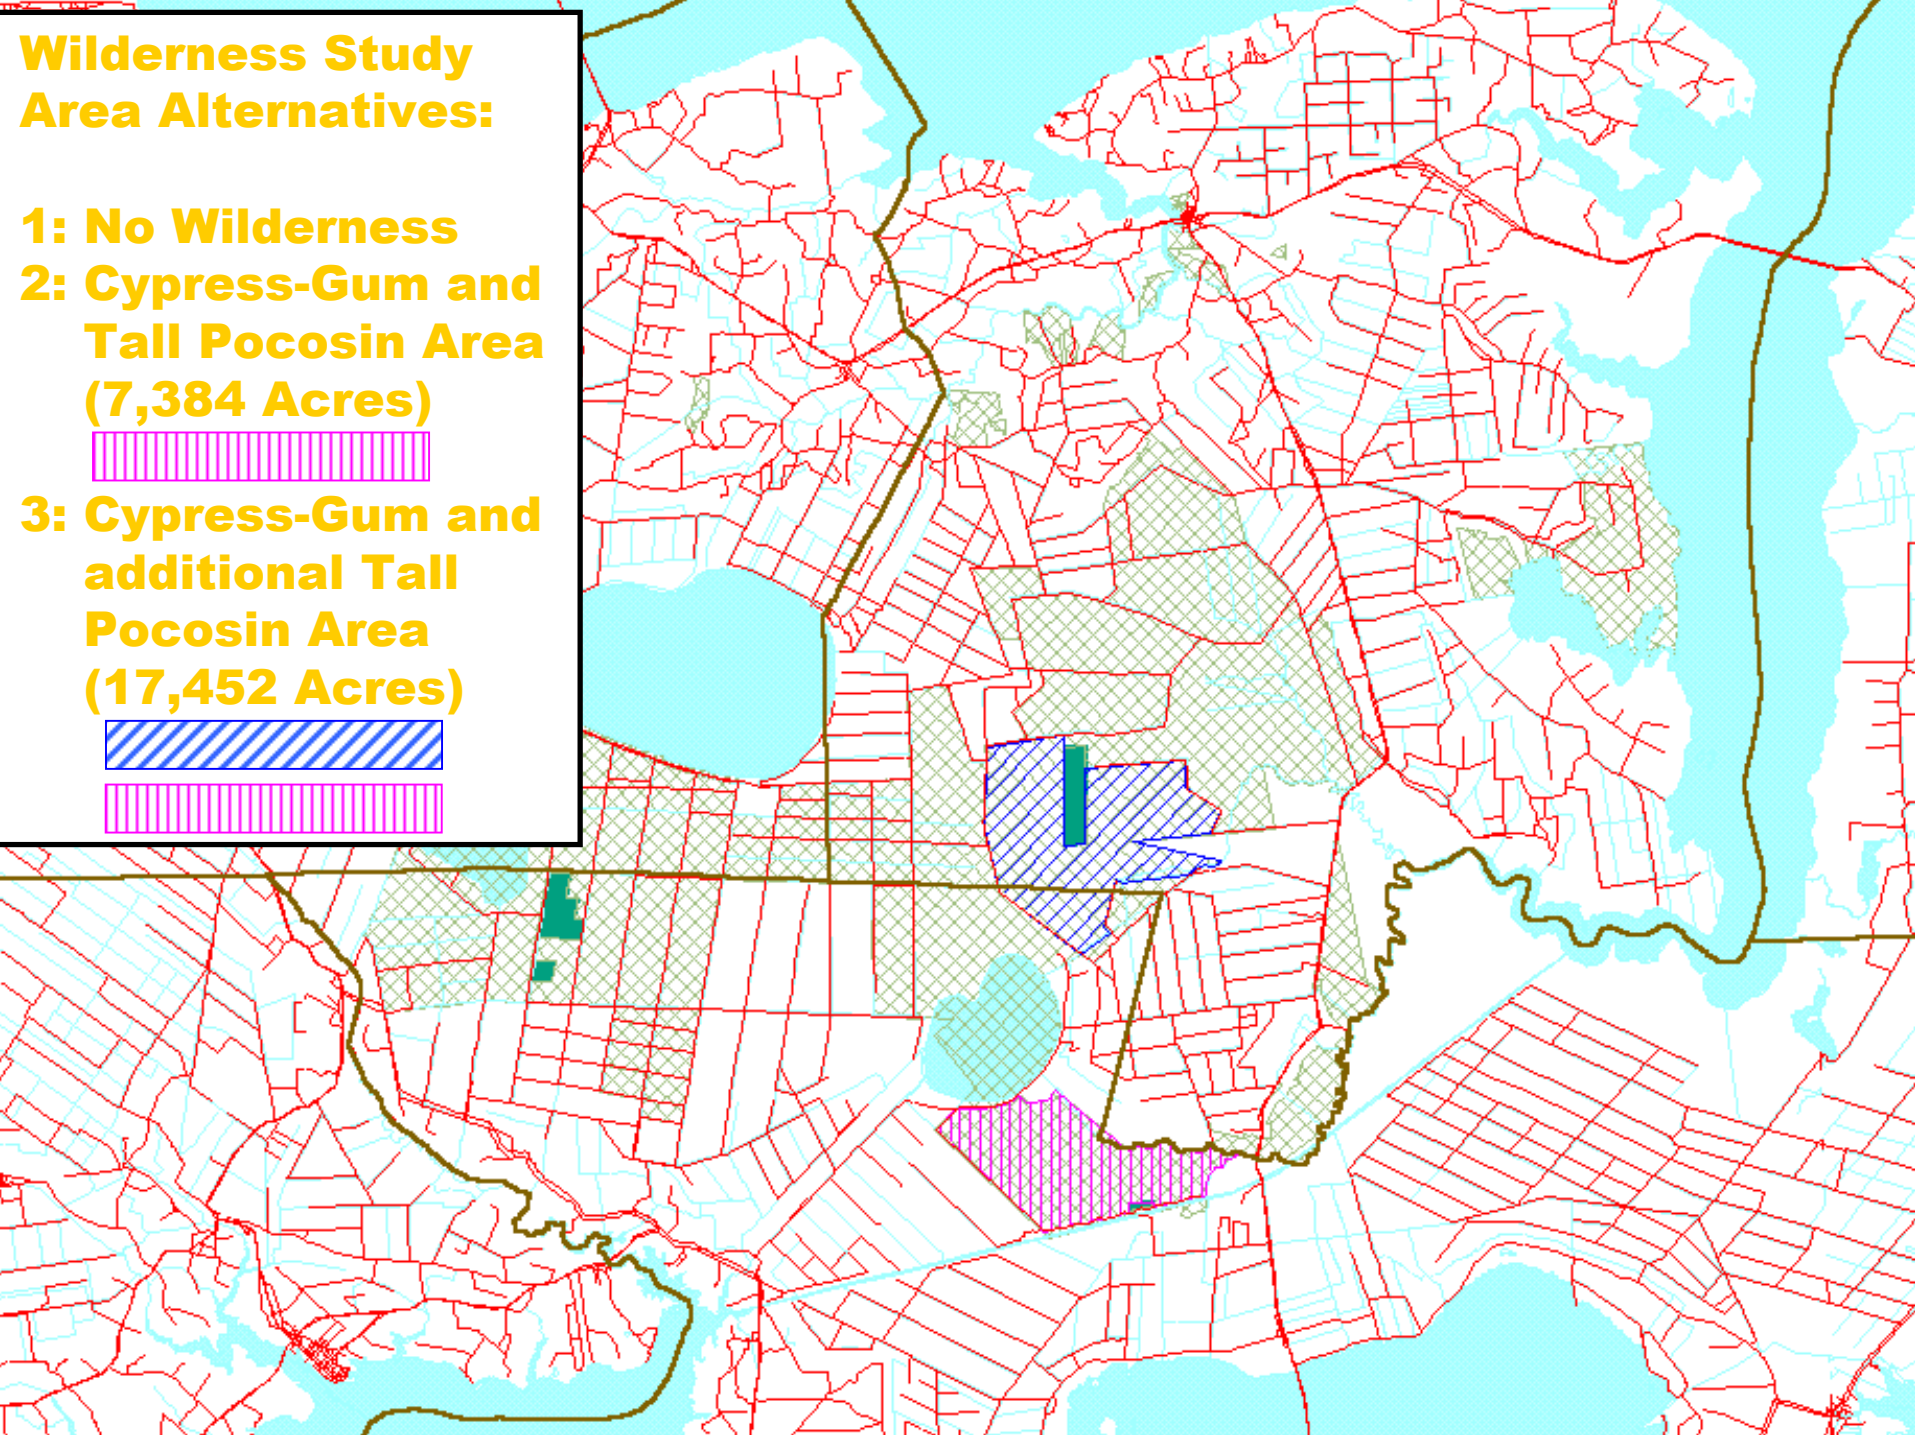 Wilderness Study
Area Alternatives:
1: No Wilderness
2: Cypress-Gum and
Tall Pocosin Area
(7,384 Acres)
3: Cypress-Gum and
additional Tall
Pocosin Area
(17,452 Acres)